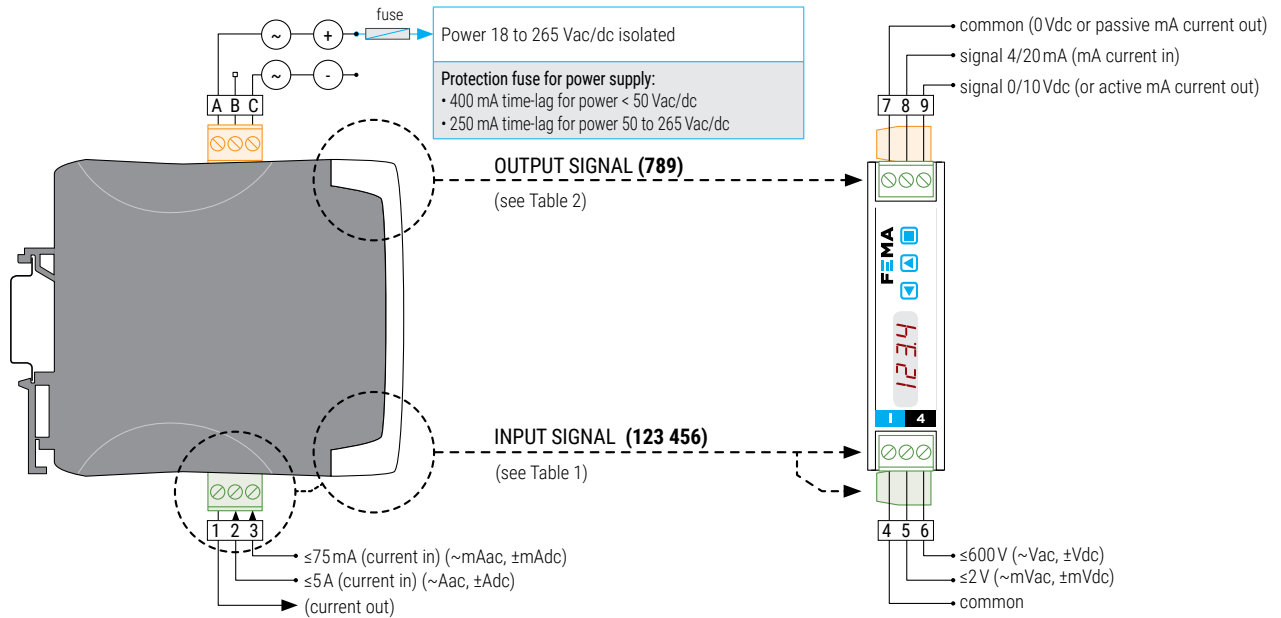 fuse
~
+
Power 18 to 265 Vac/dc isolated
~
-
Protection fuse for power supply:
• 400 mA time-lag for power < 50 Vac/dc
• 250 mA time-lag for power 50 to 265 Vac/dc
A B C
common (0 Vdc or passive mA current out)
signal 4/20 mA (mA current in)
signal 0/10 Vdc (or active mA current out)
7 8 9
OUTPUT SIGNAL (789)
(see Table 2)
FEMA
12.34
I 4
INPUT SIGNAL (123 456)
(see Table 1)
1 2 3
≤75 mA (current in) (~mAac, ±mAdc)
≤5 A (current in) (~Aac, ±Adc)
(current out)
4 5 6
≤600 V (~Vac, ±Vdc)
≤2 V (~mVac, ±mVdc)
common